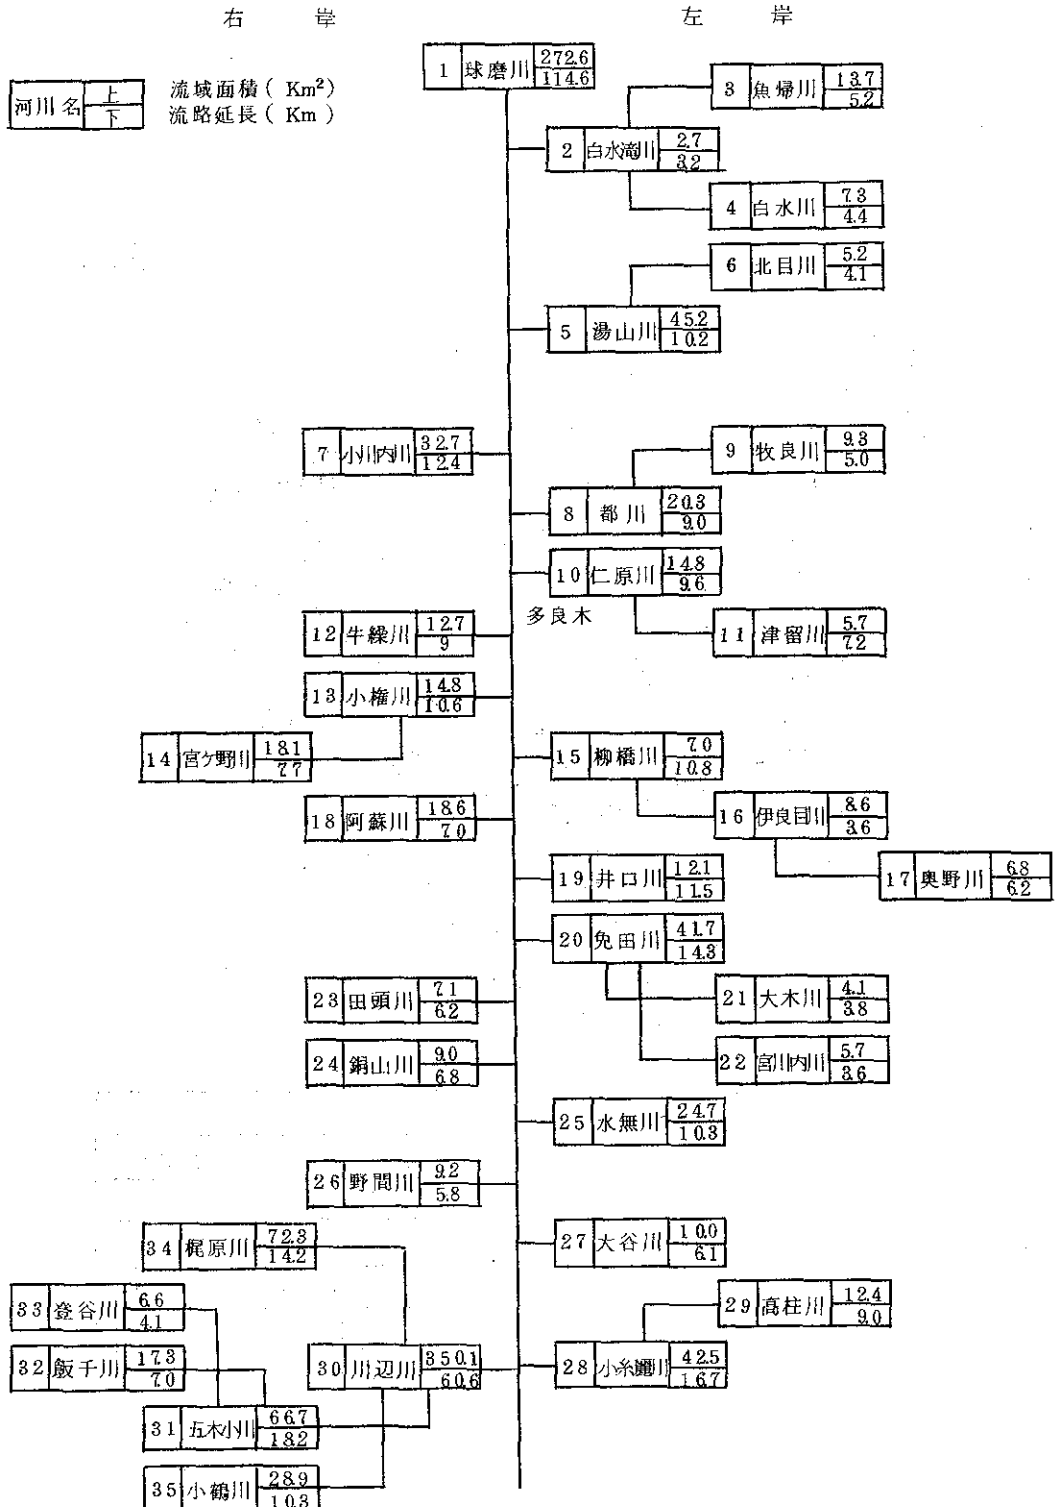 右岸 左岸
河川名 上 下
流域面積 ( Km²)
流路延長 ( Km )
1 球磨川 272.6 114.6
3 魚帰川 13.7 5.2
2 白水滝川 2.7 3.2
4 白水川 7.3 4.4
6 北目川 5.2 4.1
5 湯山川 45.2 10.2
7 小川内川 32.7 12.4
9 牧良川 9.3 5.0
8 都川 20.3 9.0
10 仁原川 14.8 9.6
多良木
12 牛繰川 12.7 9
11 津留川 5.7 7.2
13 小椎川 14.8 10.6
14 宮ケ野川 18.1 7.7
15 柳橋川 7.0 10.8
18 阿蘇川 18.6 7.0
16 伊良目川 8.6 3.6
17 奥野川 6.8 6.2
19 井口川 12.1 11.5
20 免田川 41.7 14.3
23 田頭川 7.1 6.2
21 大木川 4.1 3.8
24 銅山川 9.0 6.8
22 宮川内川 5.7 3.6
25 水無川 24.7 10.3
26 野間川 9.2 5.8
34 梶原川 72.3 14.2
27 大谷川 10.0 6.1
33 登谷川 6.6 4.1
29 高柱川 12.4 9.0
32 飯干川 17.3 7.0
30 川辺川 350.1 60.6
28 小糸鑼川 42.5 16.7
31 五木小川 66.7 18.2
35 小鶴川 28.9 10.3